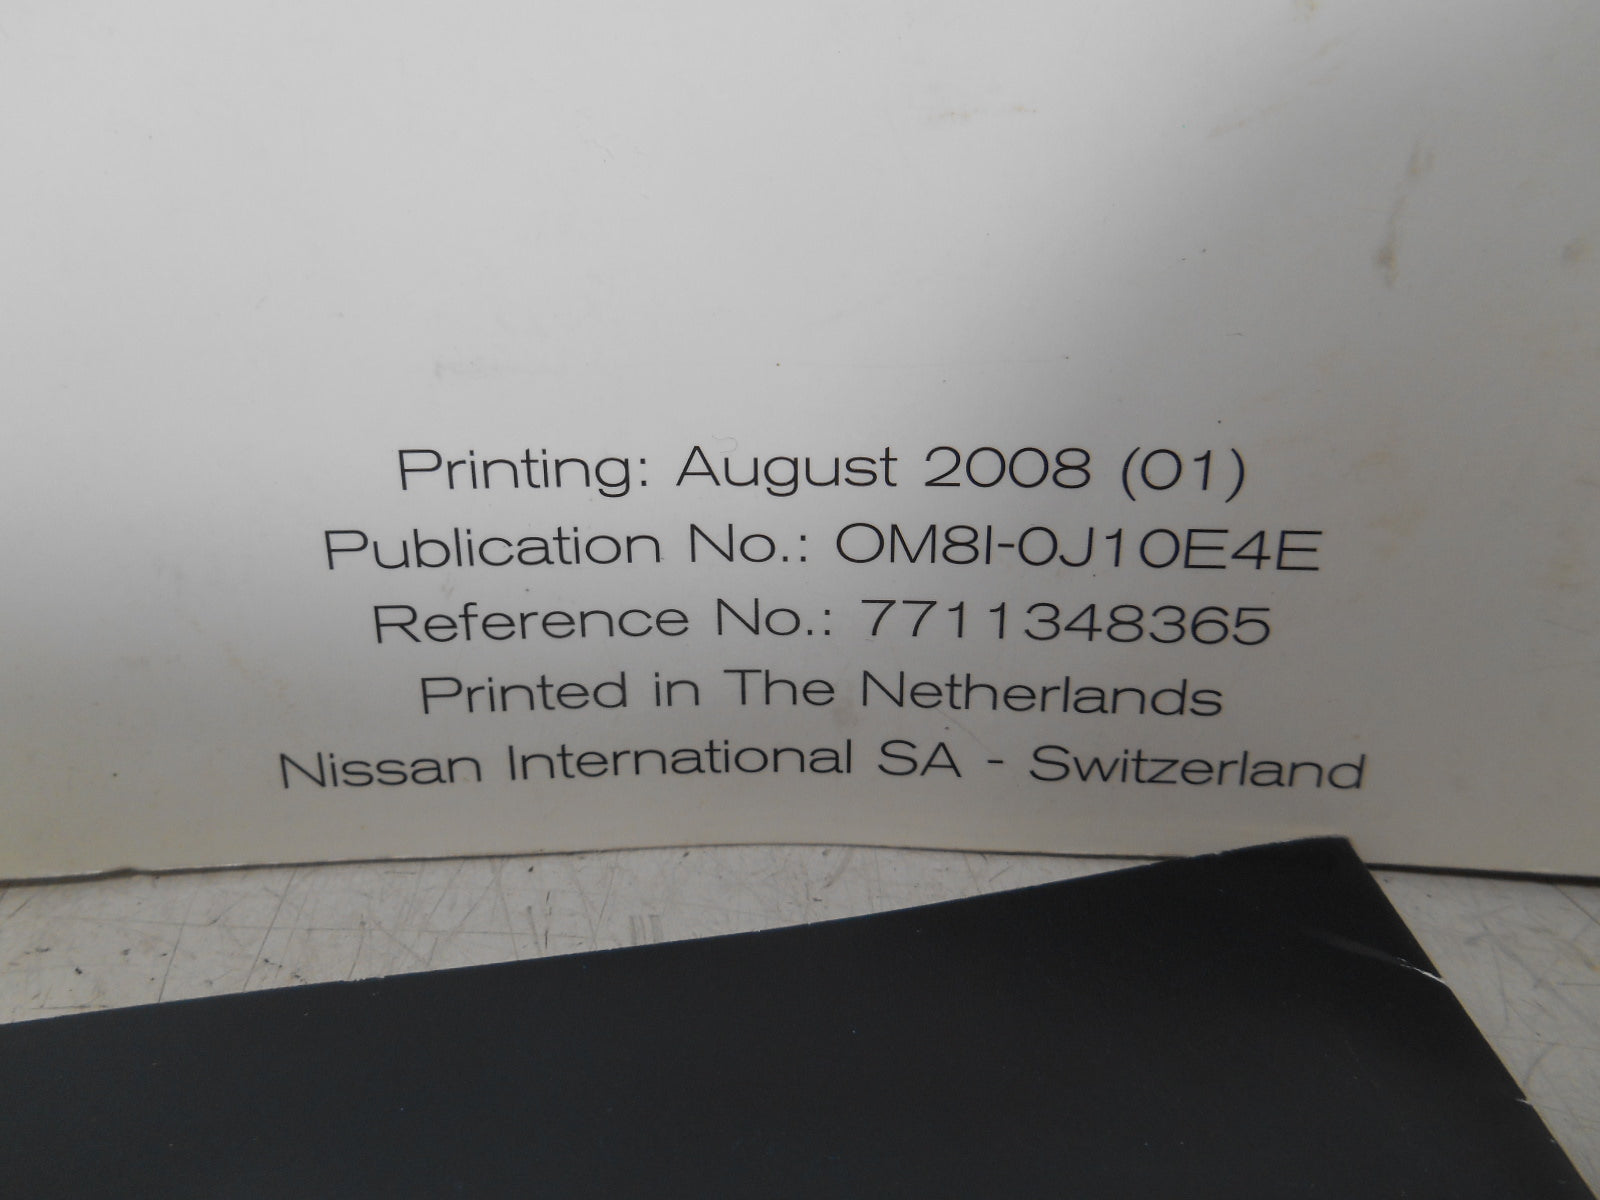 Printing: August 2008 (01)
Publication No.: OM8I-0J10E4E
Reference No.: 7711348365
Printed in The Netherlands
Nissan International SA - Switzerland